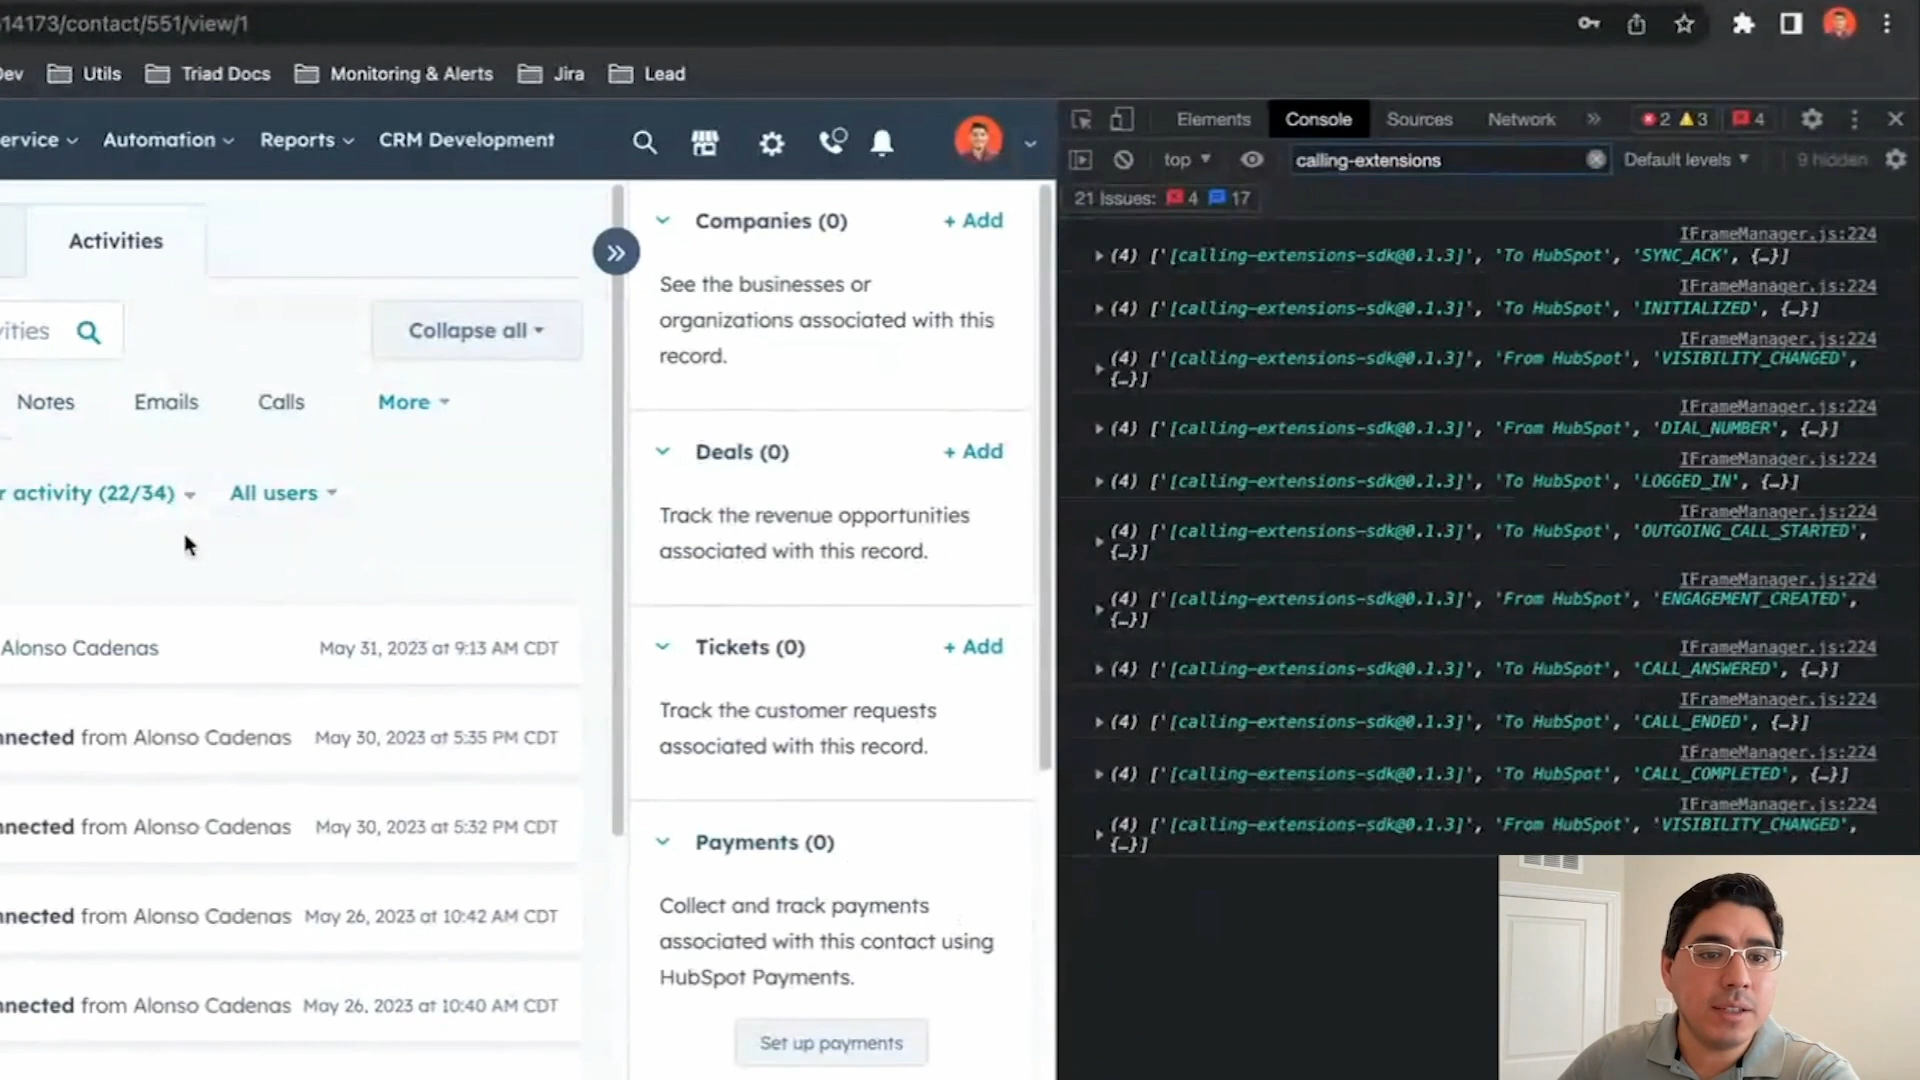 14173/contact/551/view/1
Utils
Triad Docs
Monitoring & Alerts
Jira
Lead
ervice
Automation
Reports
CRM Development
Activities
vities
Collapse all
Notes
Emails
Calls
More
r activity (22/34)
All users
Alonso Cadenas
May 31, 2023 at 9:13 AM CDT
nnected from Alonso Cadenas
May 30, 2023 at 5:35 PM CDT
nnected from Alonso Cadenas
May 30, 2023 at 5:32 PM CDT
nnected from Alonso Cadenas
May 26, 2023 at 10:42 AM CDT
nnected from Alonso Cadenas
May 26, 2023 at 10:40 AM CDT
Companies (0)
+ Add
See the businesses or
organizations associated with this
record.
Deals (0)
+ Add
Track the revenue opportunities
associated with this record.
Tickets (0)
+ Add
Track the customer requests
associated with this record.
Payments (0)
Collect and track payments
associated with this contact using
HubSpot Payments.
Set up payments
Elements
Console
Sources
Network
2
3
4
top
calling-extensions
Default levels
9 hidden
21 Issues:
4
17
IFrameManager.js:224
(4) ['[calling-extensions-sdk@0.1.3]', 'To HubSpot', 'SYNC_ACK', {…}]
IFrameManager.js:224
(4) ['[calling-extensions-sdk@0.1.3]', 'To HubSpot', 'INITIALIZED', {…}]
IFrameManager.js:224
(4) ['[calling-extensions-sdk@0.1.3]', 'From HubSpot', 'VISIBILITY_CHANGED',
{…}]
IFrameManager.js:224
(4) ['[calling-extensions-sdk@0.1.3]', 'From HubSpot', 'DIAL_NUMBER', {…}]
IFrameManager.js:224
(4) ['[calling-extensions-sdk@0.1.3]', 'To HubSpot', 'LOGGED_IN', {…}]
IFrameManager.js:224
(4) ['[calling-extensions-sdk@0.1.3]', 'To HubSpot', 'OUTGOING_CALL_STARTED',
{…}]
IFrameManager.js:224
(4) ['[calling-extensions-sdk@0.1.3]', 'From HubSpot', 'ENGAGEMENT_CREATED',
{…}]
IFrameManager.js:224
(4) ['[calling-extensions-sdk@0.1.3]', 'To HubSpot', 'CALL_ANSWERED', {…}]
IFrameManager.js:224
(4) ['[calling-extensions-sdk@0.1.3]', 'To HubSpot', 'CALL_ENDED', {…}]
IFrameManager.js:224
(4) ['[calling-extensions-sdk@0.1.3]', 'To HubSpot', 'CALL_COMPLETED', {…}]
IFrameManager.js:224
(4) ['[calling-extensions-sdk@0.1.3]', 'From HubSpot', 'VISIBILITY_CHANGED',
{…}]